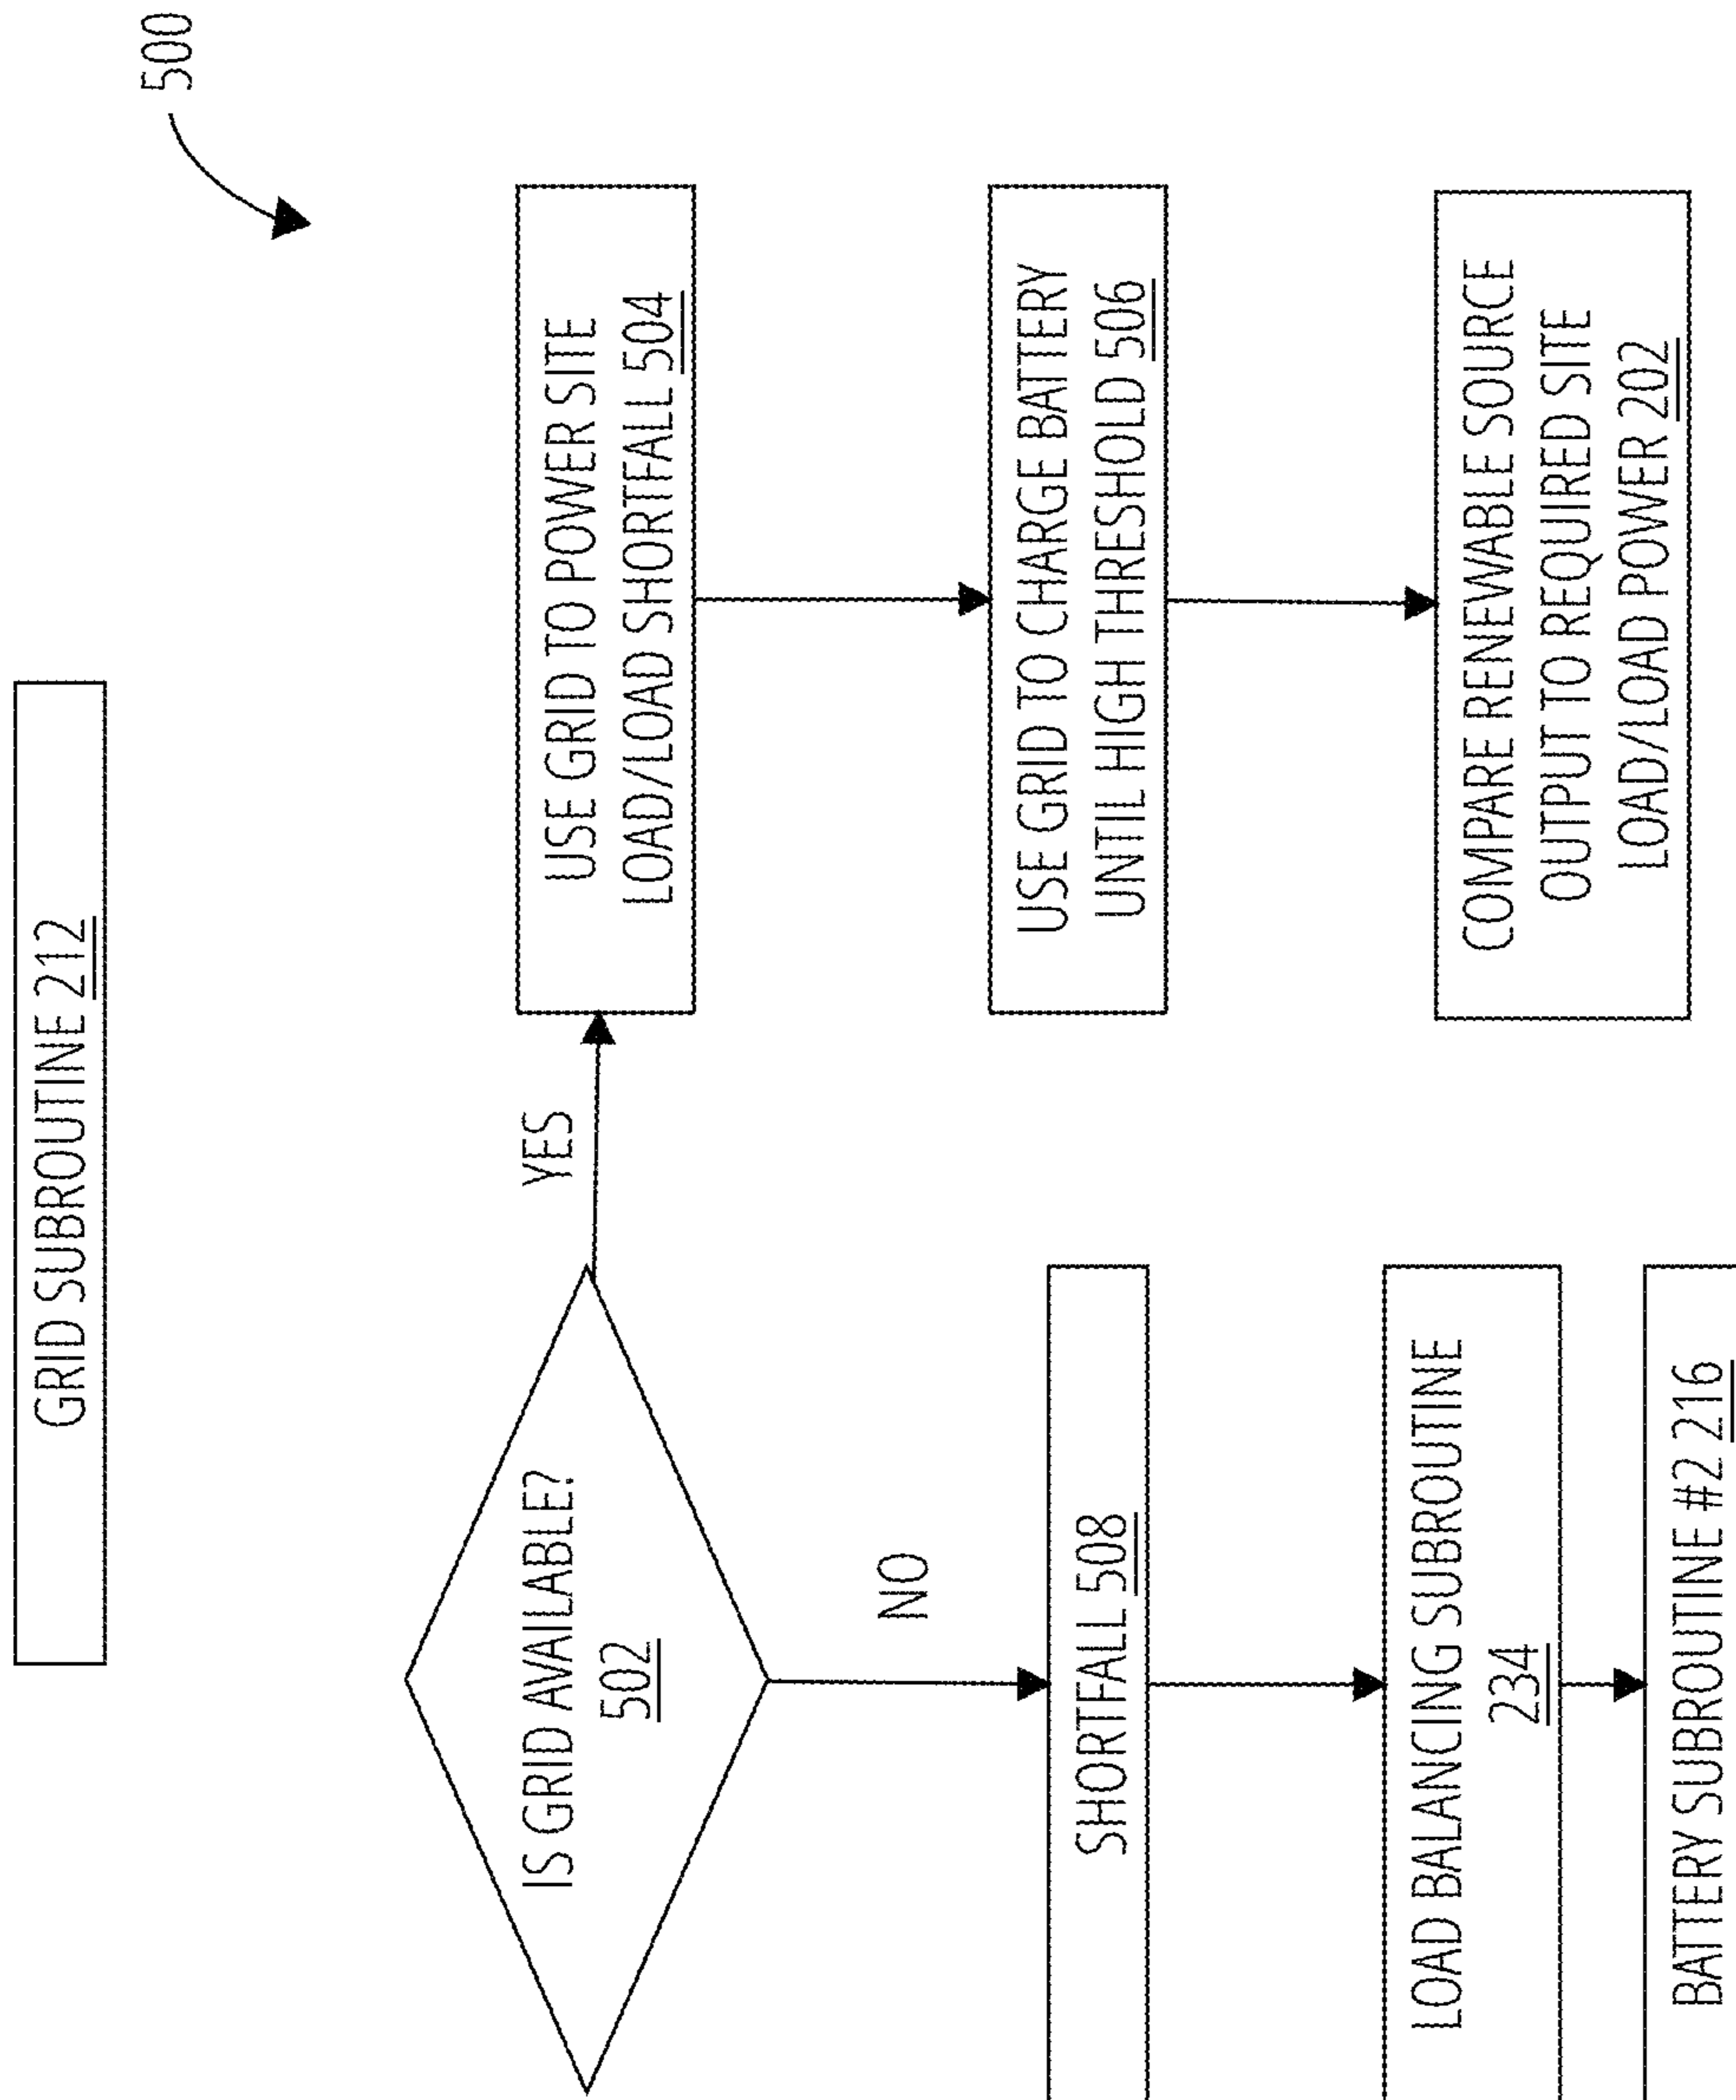 500
GRID SUBROUTINE 212
IS GRID AVAILABLE?
502
YES
USE GRID TO POWER SITE
LOAD/LOAD SHORTFALL 504
USE GRID TO CHARGE BATTERY
UNTIL HIGH THRESHOLD 506
COMPARE RENEWABLE SOURCE
OUTPUT TO REQUIRED SITE
LOAD/LOAD POWER 202
NO
SHORTFALL 508
LOAD BALANCING SUBROUTINE
234
BATTERY SUBROUTINE #2 216